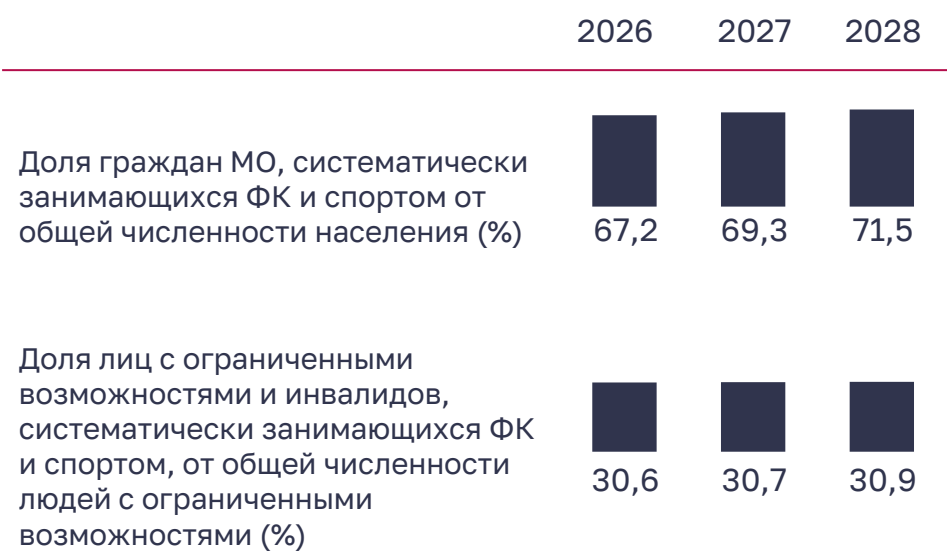 2026 2027 2028
Доля граждан МО, систематически
занимающихся ФК и спортом от
общей численности населения (%)
67,2 69,3 71,5
Доля лиц с ограниченными
возможностями и инвалидов,
систематически занимающихся ФК
и спортом, от общей численности
людей с ограниченными
возможностями (%)
30,6 30,7 30,9